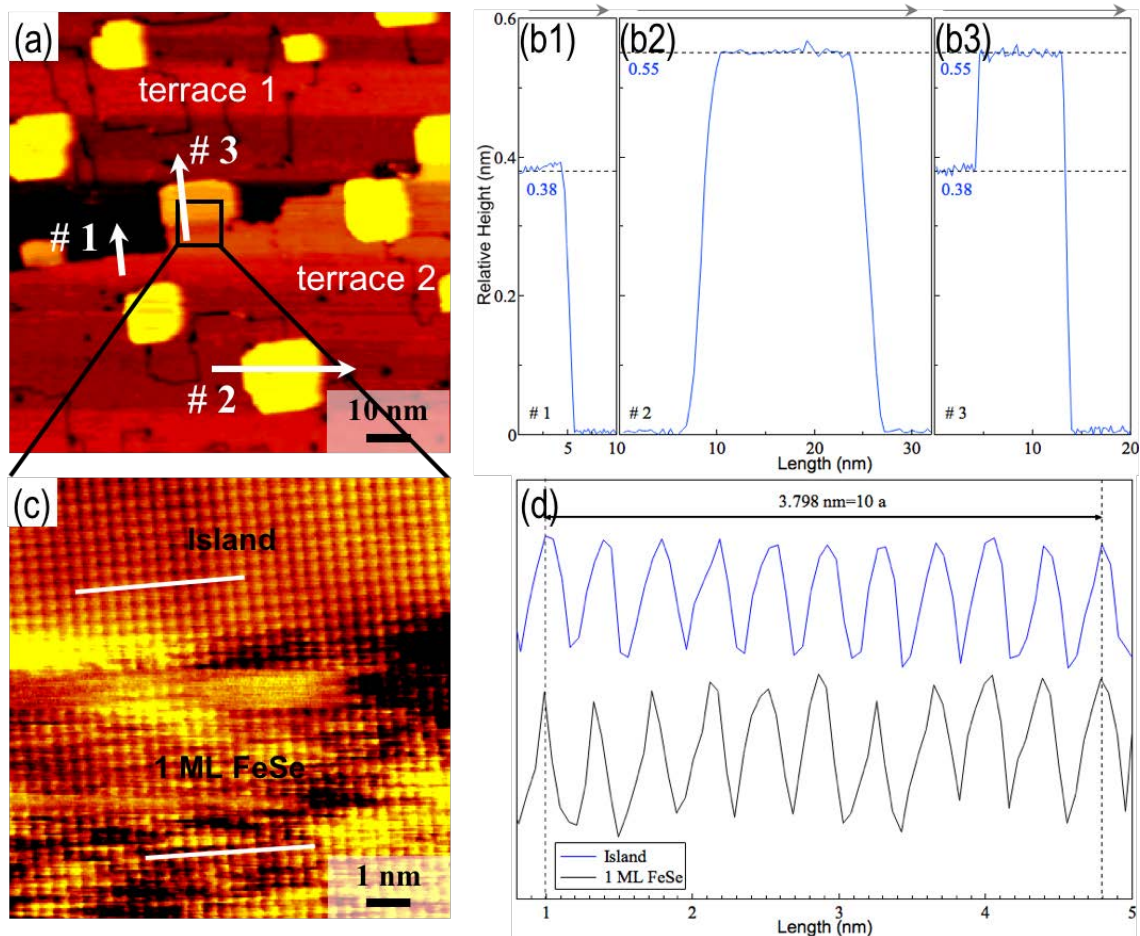 (a)
terrace 1
# 3
# 1
terrace 2
# 2
10 nm
(b1)
(b2)
(b3)
0.6
0.4
0.2
0
Relative Height (nm)
0.38
0.55
0.55
0.38
# 1
# 2
# 3
5
10
10
20
30
10
20
Length (nm)
(c)
Island
1 ML FeSe
1 nm
(d)
3.798 nm=10 a
Island
1 ML FeSe
1
2
3
4
5
Length (nm)